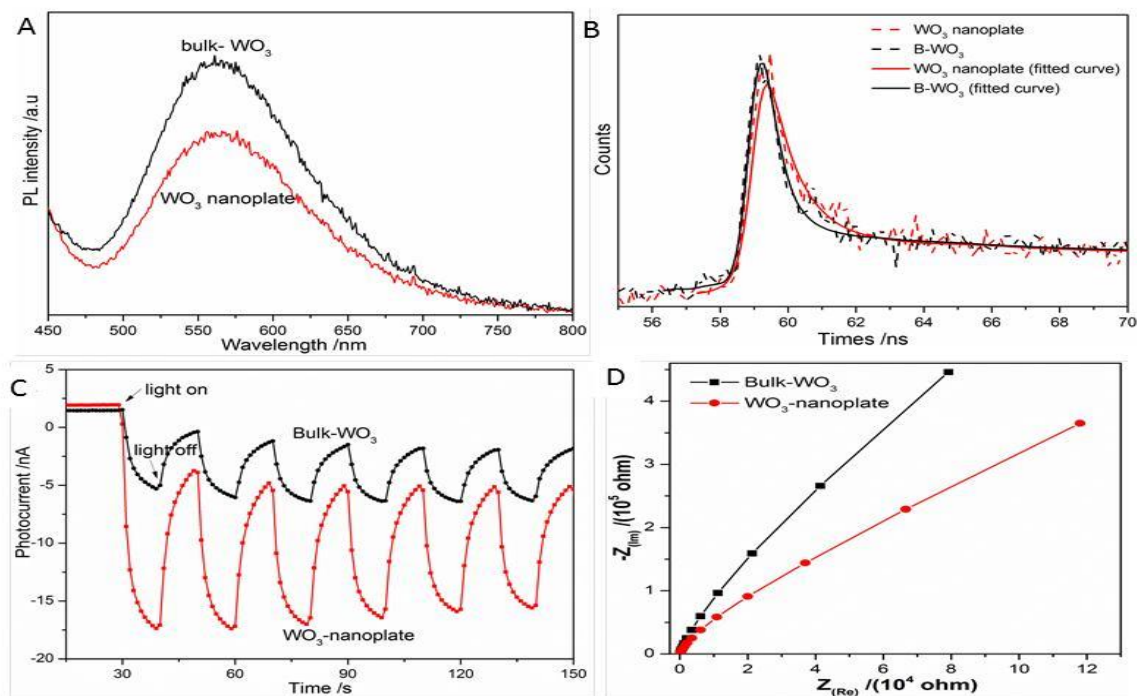 A
bulk- WO₃
WO₃ nanoplate
PL intensity /a.u
450 500 550 600 650 700 750 800
Wavelength /nm
B
WO₃ nanoplate
B-WO₃
WO₃ nanoplate (fitted curve)
B-WO₃ (fitted curve)
Counts
56 58 60 62 64 66 68 70
Times /ns
C
light on
light off
Bulk-WO₃
WO₃-nanoplate
Photocurrent /nA
5
0
-5
-10
-15
-20
30 60 90 120 150
Time /s
D
Bulk-WO₃
WO₃-nanoplate
-Z(Im) /(10⁵ ohm)
4
3
2
1
0
0 2 4 6 8 10 12
Z(Re) /(10⁴ ohm)